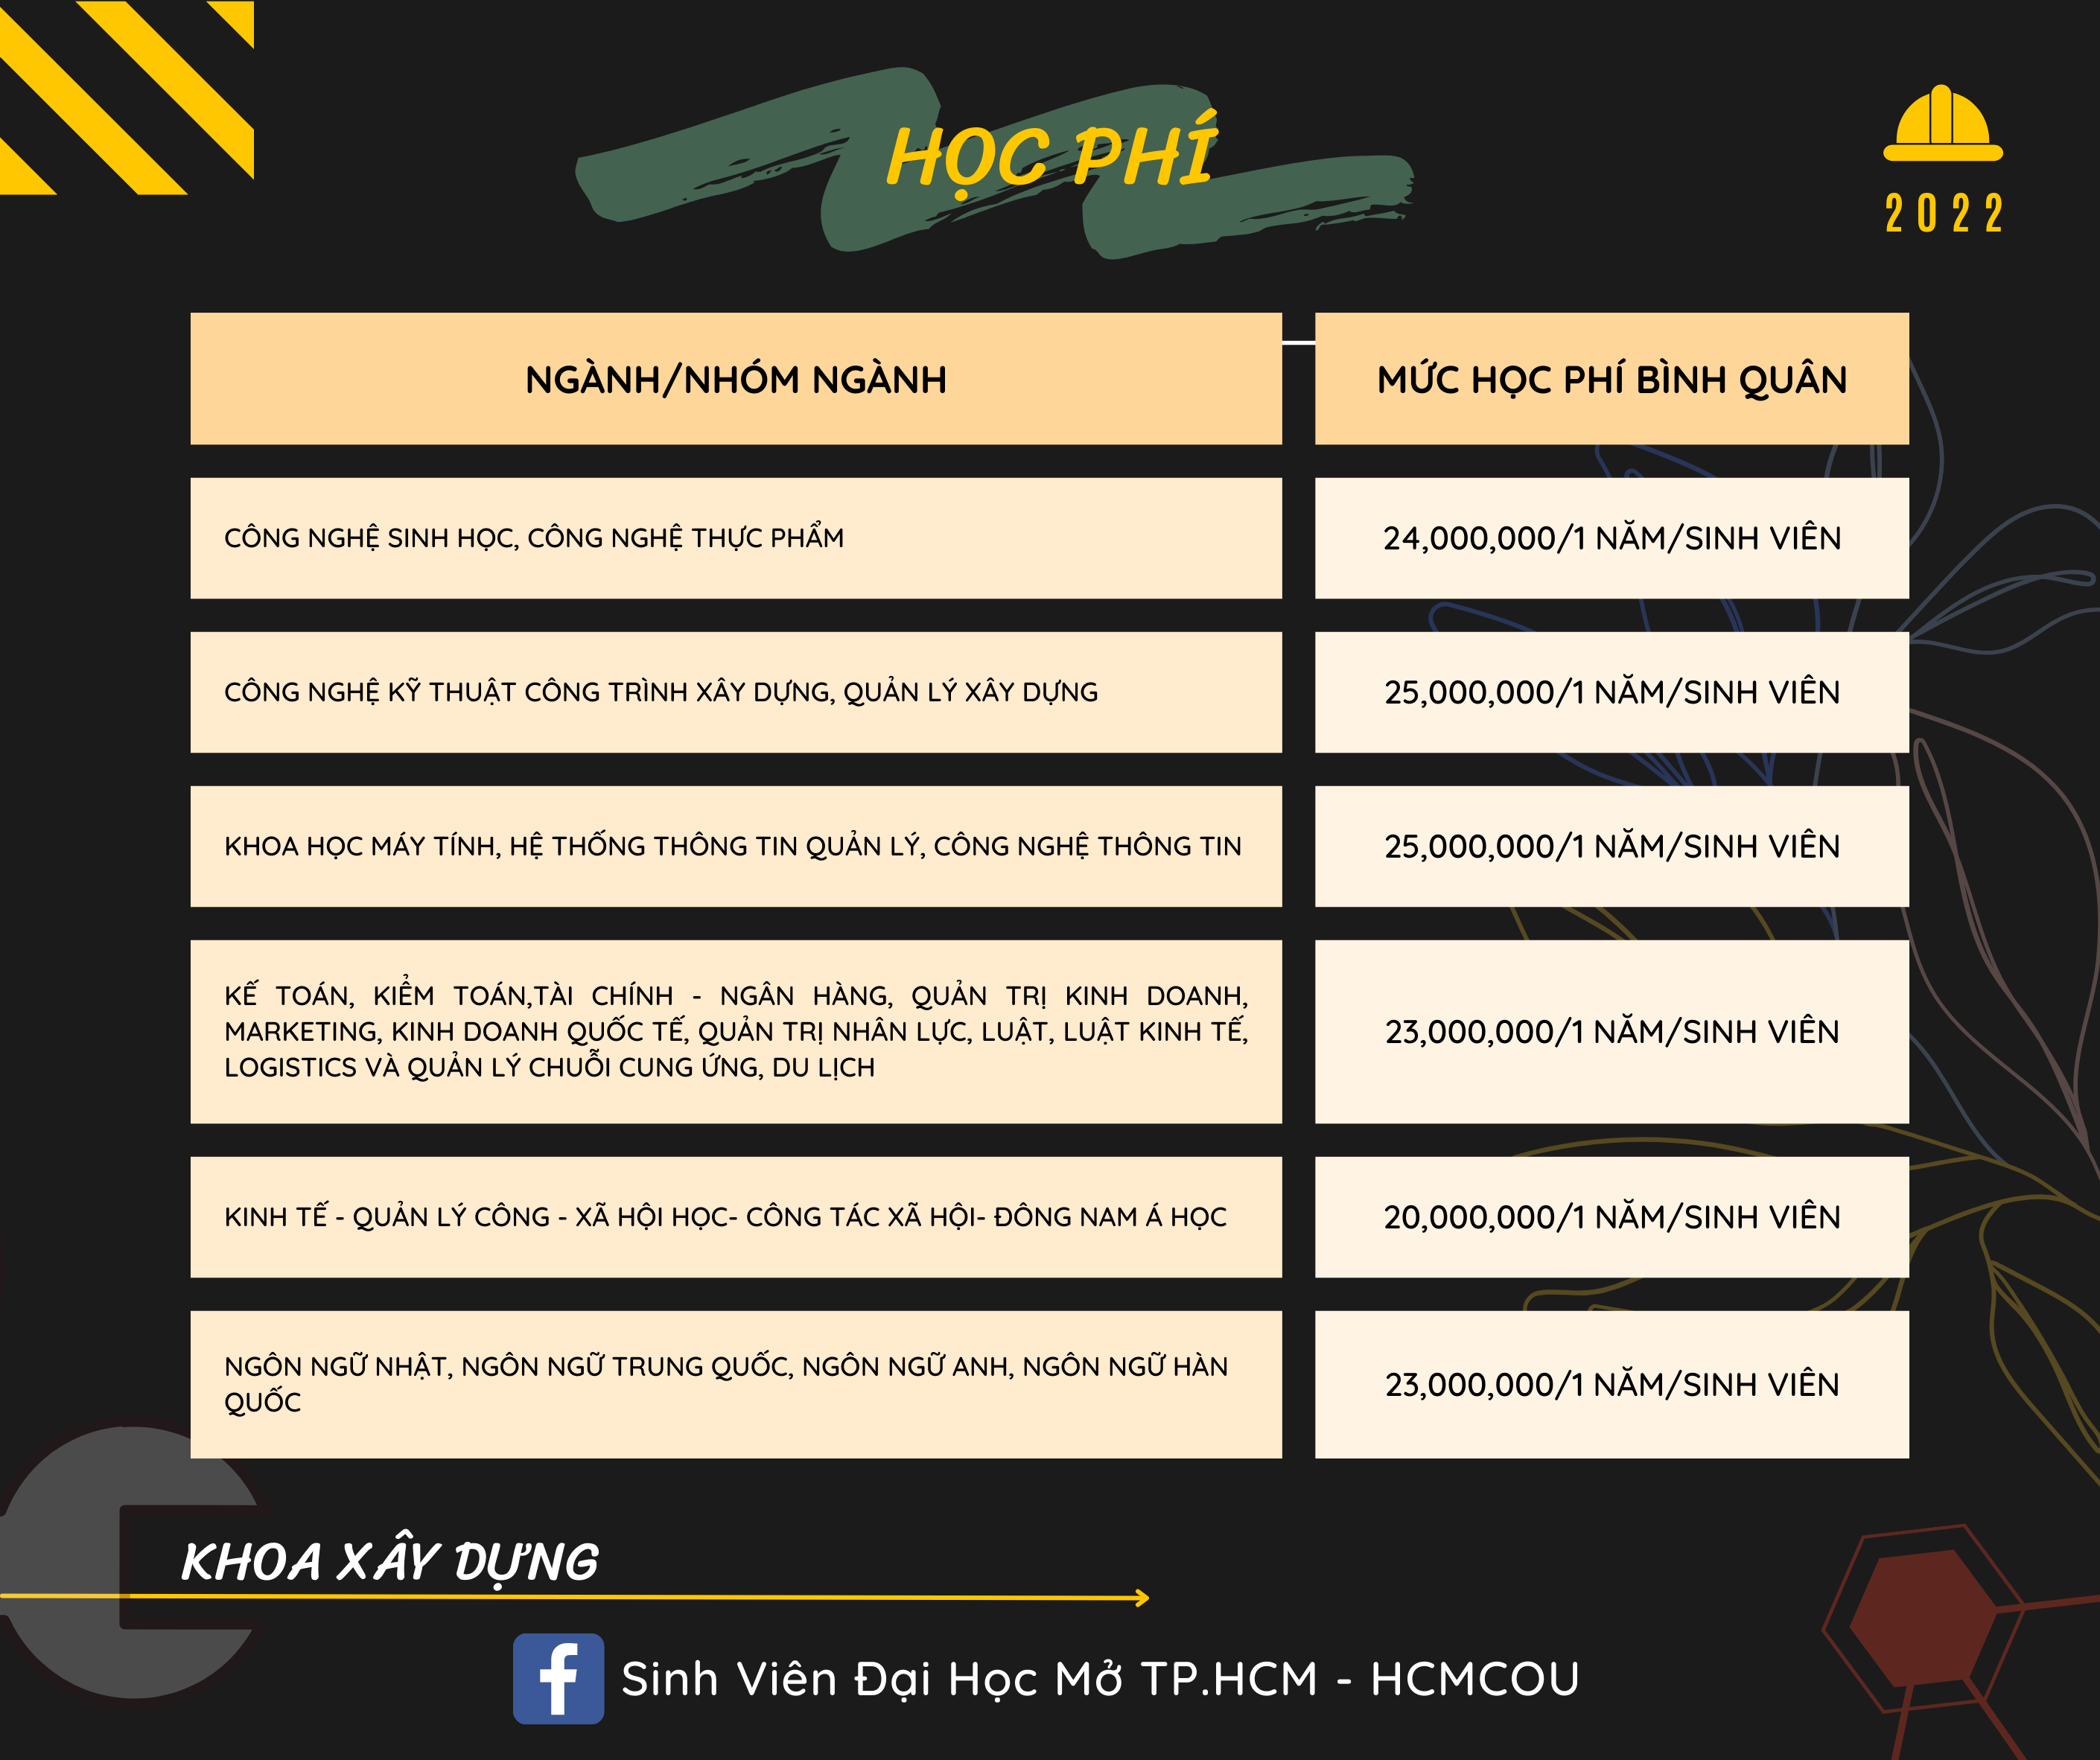 HỌC PHÍ
2022
NGÀNH/NHÓM NGÀNH
MỨC HỌC PHÍ BÌNH QUÂN
CÔNG NGHỆ SINH HỌC, CÔNG NGHỆ THỰC PHẨM
24,000,000/1 NĂM/SINH VIÊN
CÔNG NGHỆ KỸ THUẬT CÔNG TRÌNH XÂY DỰNG, QUẢN LÝ XÂY DỰNG
25,000,000/1 NĂM/SINH VIÊN
KHOA HỌC MÁY TÍNH, HỆ THỐNG THÔNG TIN QUẢN LÝ, CÔNG NGHỆ THÔNG TIN
25,000,000/1 NĂM/SINH VIÊN
KẾ TOÁN, KIỂM TOÁN,TÀI CHÍNH - NGÂN HÀNG, QUẢN TRỊ KINH DOANH,
MARKETING, KINH DOANH QUỐC TẾ, QUẢN TRỊ NHÂN LỰC, LUẬT, LUẬT KINH TẾ,
LOGISTICS VÀ QUẢN LÝ CHUỖI CUNG ỨNG, DU LỊCH
23,000,000/1 NĂM/SINH VIÊN
KINH TẾ - QUẢN LÝ CÔNG - XÃ HỘI HỌC- CÔNG TÁC XÃ HỘI- ĐÔNG NAM Á HỌC
20,000,000/1 NĂM/SINH VIÊN
NGÔN NGỮ NHẬT, NGÔN NGỮ TRUNG QUỐC, NGÔN NGỮ ANH, NGÔN NGỮ HÀN
QUỐC
23,000,000/1 NĂM/SINH VIÊN
KHOA XÂY DỰNG
Sinh Viên Đại Học Mở TP.HCM - HCMCOU